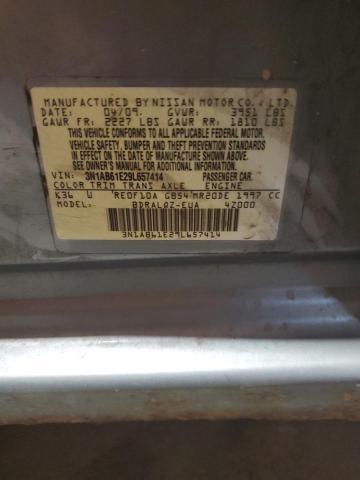 MANUFACTURED BY NISSAN MOTOR CO., LTD.
DATE: 04/09 GVWR: 3951 LBS
GAWR FR: 2227 LBS GAWR RR: 1810 LBS
THIS VEHICLE CONFORMS TO ALL APPLICABLE FEDERAL MOTOR
VEHICLE SAFETY, BUMPER AND THEFT PREVENTION STANDARDS
IN EFFECT ON THE DATE OF MANUFACTURE SHOWN ABOVE.
SEE OWNER'S MANUAL FOR ADDITIONAL INFORMATION
VIN: 3N1AB61E29L657414 PASSENGER CAR.
COLOR TRIM TRANS AXLE ENGINE
K36 W RE0F10A GB54 MR20DE 1997 CC
MODEL BDRALQZ-EUA 4Z000
3N1AB61E29L657414